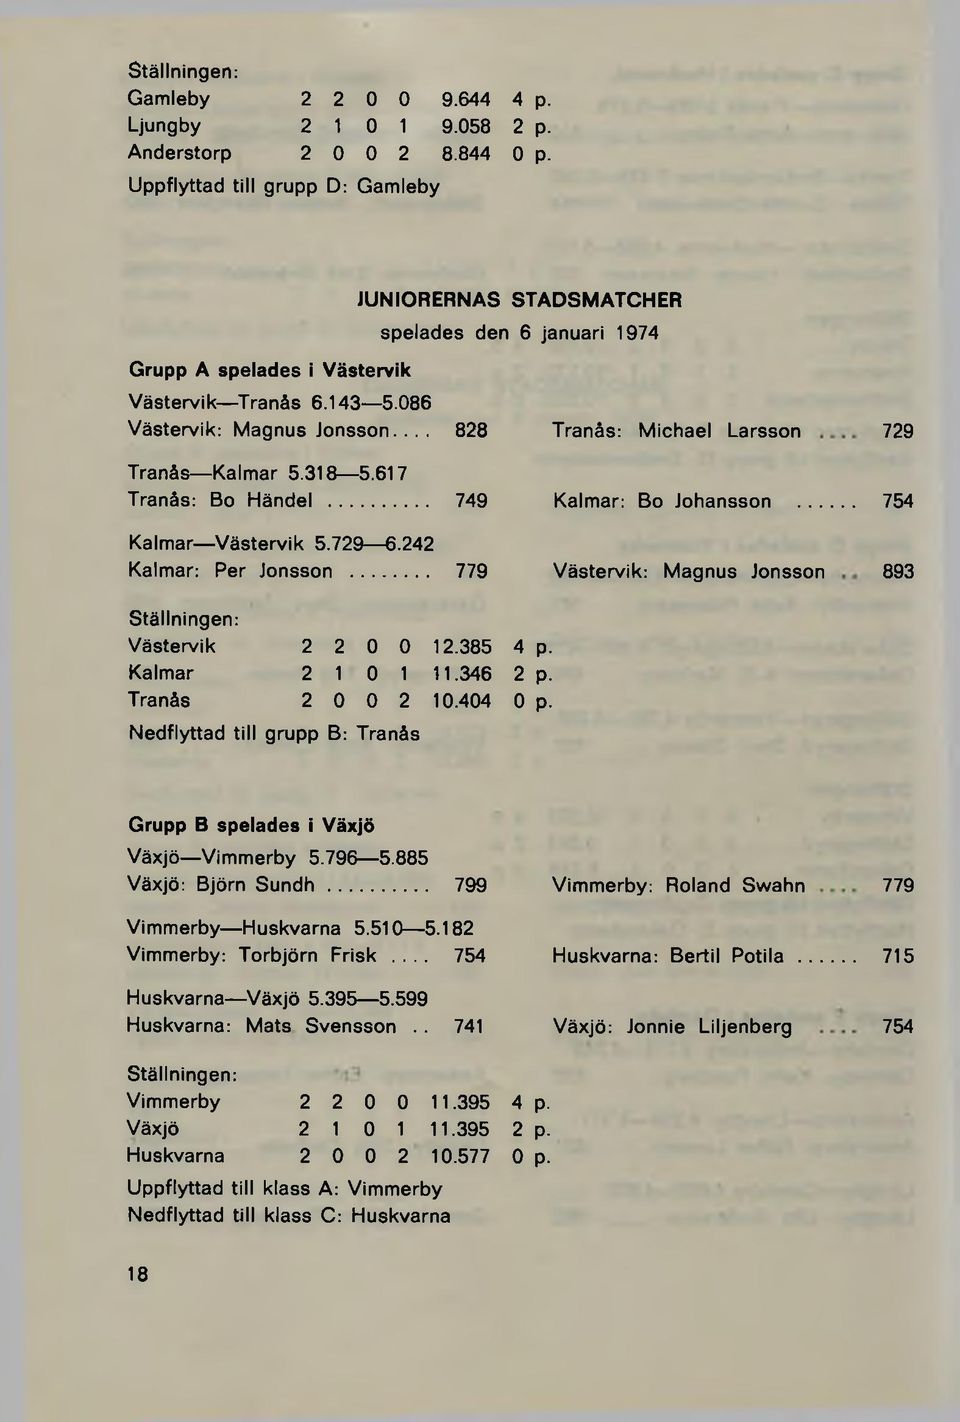 Ställningen:
Gamleby 2 2 0 0 9.644 4 p.
Ljungby 2 1 0 1 9.058 2 p.
Anderstorp 2 0 0 2 8.844 0 p.
Uppflyttad till grupp D: Gamleby
JUNIORERNAS STADSMATCHER
spelades den 6 januari 1974
Grupp A spelades i Västervik
Västervik—Tranås 6.143—5.086
Västervik: Magnus Jonsson.... 828 Tranås: Michael Larsson .... 729
Tranås—Kalmar 5.318—5.617
Tranås: Bo Händel .......... 749 Kalmar: Bo Johansson ...... 754
Kalmar—Västervik 5.729—6.242
Kalmar: Per Jonsson ........ 779 Västervik: Magnus Jonsson .. 893
Ställningen:
Västervik 2 2 0 0 12.385 4 p.
Kalmar 2 1 0 1 11.346 2 p.
Tranås 2 0 0 2 10.404 0 p.
Nedflyttad till grupp B: Tranås
Grupp B spelades i Växjö
Växjö—Vimmerby 5.796—5.885
Växjö: Björn Sundh .......... 799 Vimmerby: Roland Swahn .... 779
Vimmerby—Huskvarna 5.510—5.182
Vimmerby: Torbjörn Frisk .... 754 Huskvarna: Bertil Potila ...... 715
Huskvarna—Växjö 5.395—5.599
Huskvarna: Mats Svensson .. 741 Växjö: Jonnie Liljenberg .... 754
Ställningen:
Vimmerby 2 2 0 0 11.395 4 p.
Växjö 2 1 0 1 11.395 2 p.
Huskvarna 2 0 0 2 10.577 0 p.
Uppflyttad till klass A: Vimmerby
Nedflyttad till klass C: Huskvarna
18